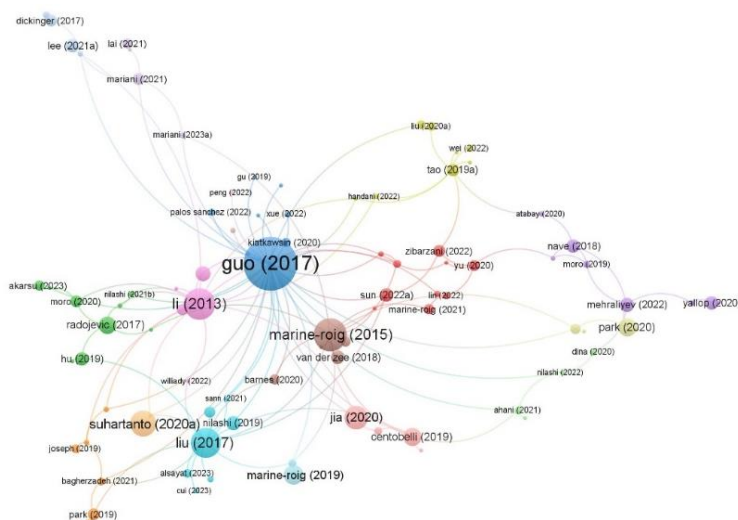 dickinger (2017)
lee (2021a)
lai (2021)
mariani (2021)
mariani (2023a)
liu (2020a)
wei (2022)
tao (2019a)
gu (2019)
peng (2022)
handani (2022)
palos sanchez (2022)
xue (2022)
atabay (2020)
kiatkawsin (2020)
zibarzani (2022)
nave (2018)
guo (2017)
yu (2020)
moro (2019)
akarsu (2023)
nilashi (2021b)
sun (2022a)
lin (2022)
moro (2020)
li (2013)
marine-roig (2021)
mehraliyev (2022)
yallop (2020
radojevic (2017)
park (2020)
marine-roig (2015)
hu (2019)
van der zee (2018)
dina (2020)
williady (2022)
barnes (2020)
nilashi (2022)
sann (2021)
ahani (2021)
suhartanto (2020a)
nilashi (2019)
jia (2020)
liu (2017)
centobelli (2019)
joseph (2019)
alsayat (2023)
marine-roig (2019)
bagherzadeh (2021)
cui (2023)
park (2019)